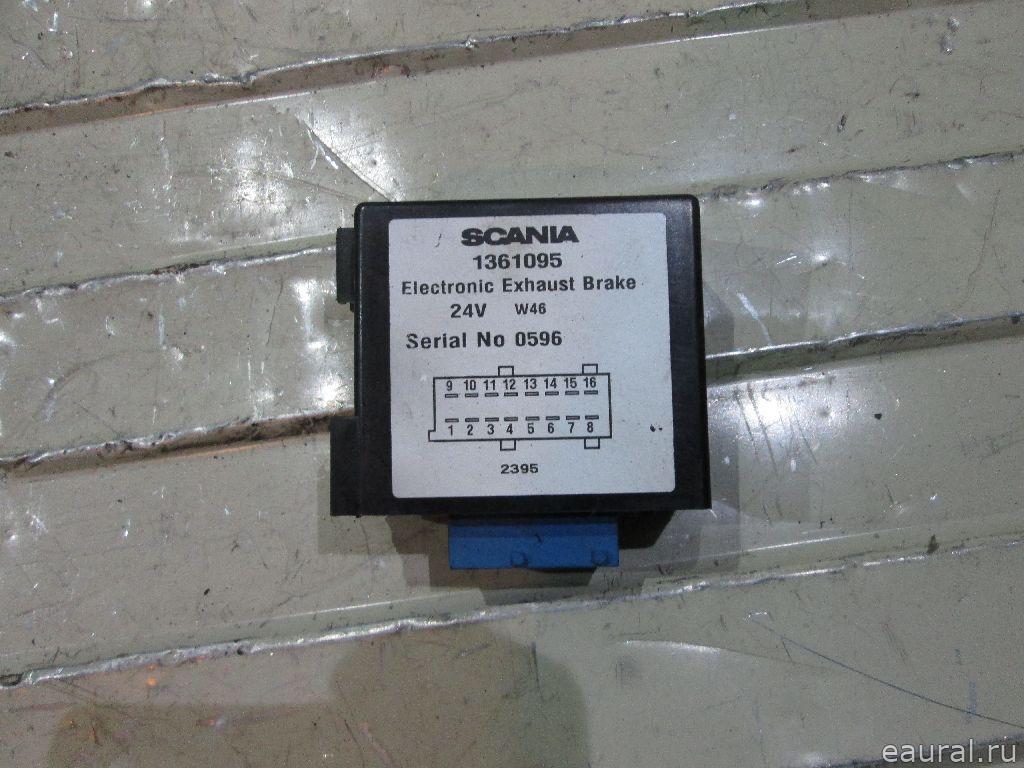 SCANIA
1361095
Electronic Exhaust Brake
24V W46
Serial No 0596
9 10 11 12 13 14 15 16
1 2 3 4 5 6 7 8
2395
eaural.ru